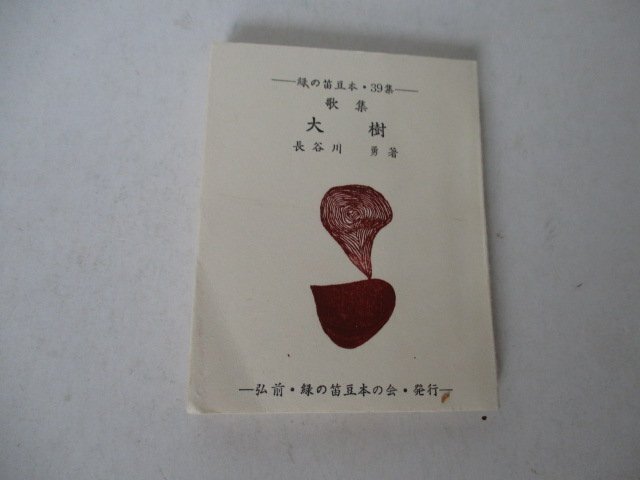 ―緑の笛豆本・39集―
歌集
大樹
長谷川 勇著
―弘前・緑の笛豆本の会・発行―